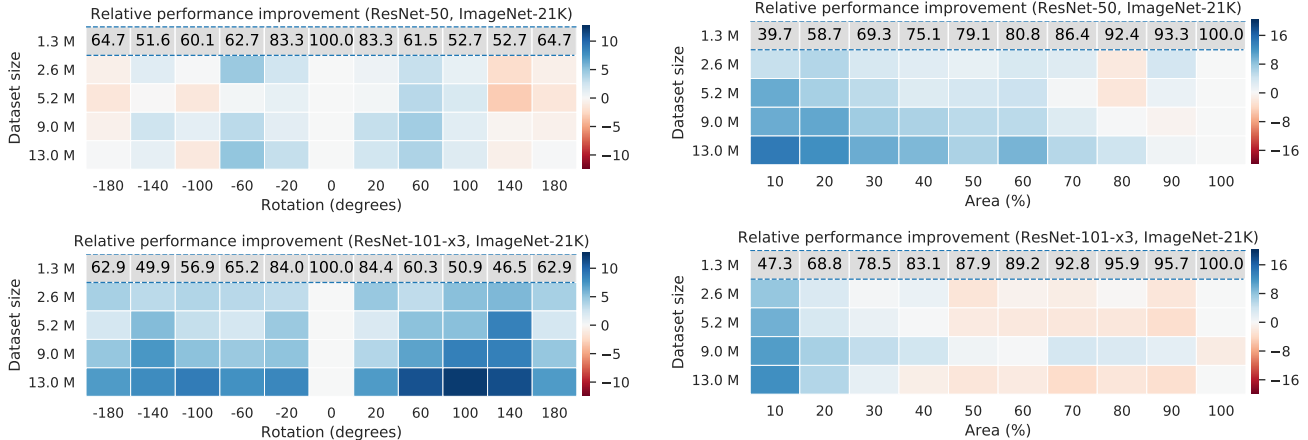 Relative performance improvement (ResNet-50, ImageNet-21K)
1.3 M 64.7 51.6 60.1 62.7 83.3 100.0 83.3 61.5 52.7 52.7 64.7
2.6 M
5.2 M
9.0 M
13.0 M
Dataset size
10
5
0
−5
−10
-180 -140 -100 -60 -20 0 20 60 100 140 180
Rotation (degrees)
Relative performance improvement (ResNet-50, ImageNet-21K)
1.3 M 39.7 58.7 69.3 75.1 79.1 80.8 86.4 92.4 93.3 100.0
2.6 M
5.2 M
9.0 M
13.0 M
Dataset size
16
8
0
−8
−16
10 20 30 40 50 60 70 80 90 100
Area (%)
Relative performance improvement (ResNet-101-x3, ImageNet-21K)
1.3 M 62.9 49.9 56.9 65.2 84.0 100.0 84.4 60.3 50.9 46.5 62.9
2.6 M
5.2 M
9.0 M
13.0 M
Dataset size
10
5
0
−5
−10
-180 -140 -100 -60 -20 0 20 60 100 140 180
Rotation (degrees)
Relative performance improvement (ResNet-101-x3, ImageNet-21K)
1.3 M 47.3 68.8 78.5 83.1 87.9 89.2 92.8 95.9 95.7 100.0
2.6 M
5.2 M
9.0 M
13.0 M
Dataset size
16
8
0
−8
−16
10 20 30 40 50 60 70 80 90 100
Area (%)